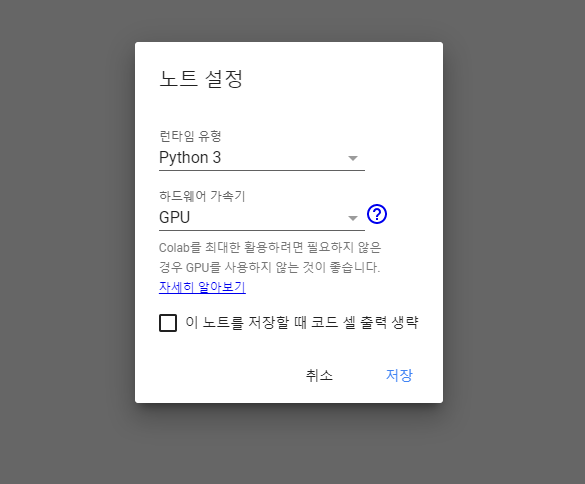 노트 설정
런타임 유형
Python 3
하드웨어 가속기
GPU
Colab를 최대한 활용하려면 필요하지 않은
경우 GPU를 사용하지 않는 것이 좋습니다.
자세히 알아보기
이 노트를 저장할 때 코드 셀 출력 생략
취소 저장